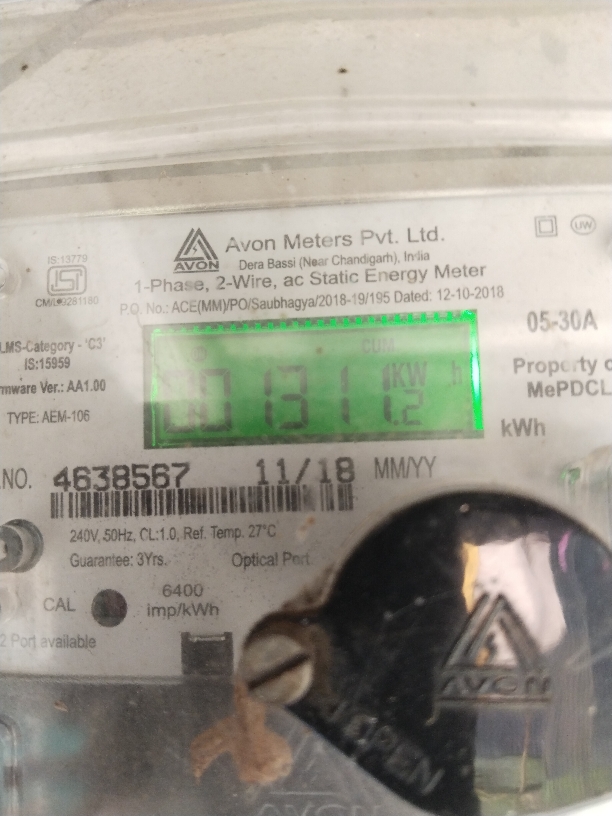 Avon Meters Pvt. Ltd.
AVON
Dera Bassi (Near Chandigarh), India
1-Phase, 2-Wire, ac Static Energy Meter
P.O. No.: ACE(MM)/PO/Saubhagya/2018-19/195 Dated: 12-10-2018
IS:13779
ISI
CM/L-9281180
UW
LMS-Category - 'C3'
IS:15959
rmware Ver.: AA1.00
TYPE: AEM-106
CUM
KW h
05-30A
Property o
MePDCL
kWh
.NO. 4638567 11/18 MM/YY
240V, 50Hz, CL:1.0, Ref. Temp. 27°C
Guarantee: 3Yrs. Optical Port
CAL
6400
imp/kWh
2 Port available
AVON
AVON